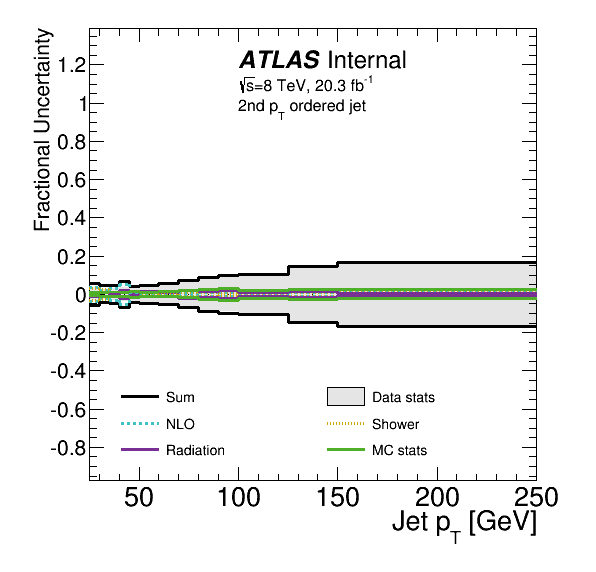 ATLAS Internal
√s=8 TeV, 20.3 fb⁻¹
2nd p_T ordered jet
Fractional Uncertainty
1.2
1
0.8
0.6
0.4
0.2
0
-0.2
-0.4
-0.6
-0.8
Sum
Data stats
NLO
Shower
Radiation
MC stats
50 100 150 200 250
Jet p_T [GeV]